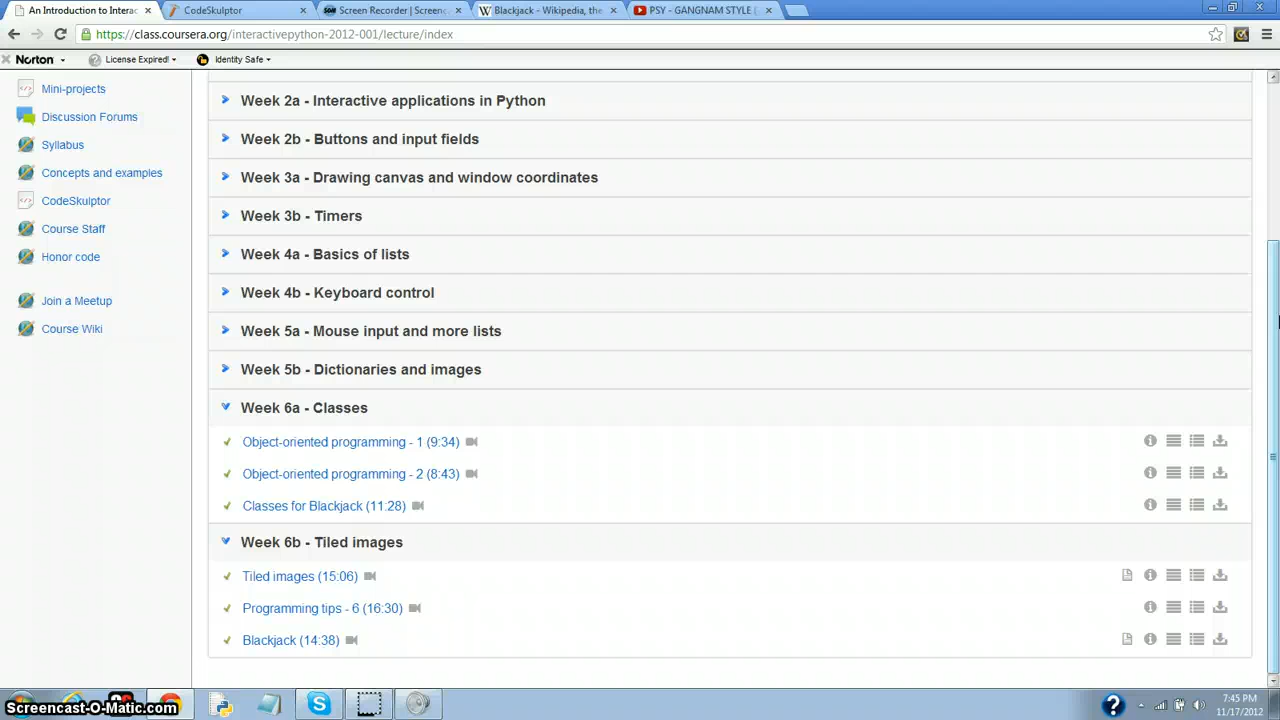 An Introduction to Interac
CodeSkulptor
Screen Recorder | Screenc
Blackjack - Wikipedia, the
PSY - GANGNAM STYLE (
https://class.coursera.org/interactivepython-2012-001/lecture/index
Norton
License Expired!
Identity Safe
Mini-projects
Discussion Forums
Syllabus
Concepts and examples
CodeSkulptor
Course Staff
Honor code
Join a Meetup
Course Wiki
Week 2a - Interactive applications in Python
Week 2b - Buttons and input fields
Week 3a - Drawing canvas and window coordinates
Week 3b - Timers
Week 4a - Basics of lists
Week 4b - Keyboard control
Week 5a - Mouse input and more lists
Week 5b - Dictionaries and images
Week 6a - Classes
Object-oriented programming - 1 (9:34)
Object-oriented programming - 2 (8:43)
Classes for Blackjack (11:28)
Week 6b - Tiled images
Tiled images (15:06)
Programming tips - 6 (16:30)
Blackjack (14:38)
Screencast-O-Matic.com
7:45 PM
11/17/2012